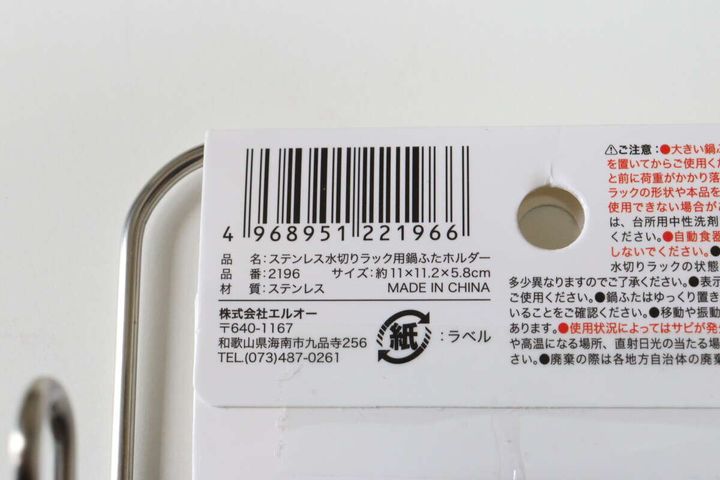 4 968951 221966
品 名：ステンレス水切りラック用鍋ふたホルダー
品 番：2196 サイズ：約11×11.2×5.8cm
材 質：ステンレス MADE IN CHINA
株式会社エルオー
〒640-1167
和歌山県海南市九品寺256
TEL.(073)487-0261
紙：ラベル
⚠ご注意：●大きい鍋ふ
を置いてからご使用くだ
と前に荷重がかかり落
ラックの形状や本品を
使用できない場合が
は、台所用中性洗剤
ください。●自動食器
しないでください。●
水切りラックの状態
多少異なりますのでご了承ください。●表示
ご使用ください。●鍋ふたはゆっくり置き
いることをご確認ください。●移動や振動
あります。●使用状況によってはサビが発
や高温になる場所、直射日光の当たる場
さい。●廃棄の際は各地方自治体の廃棄